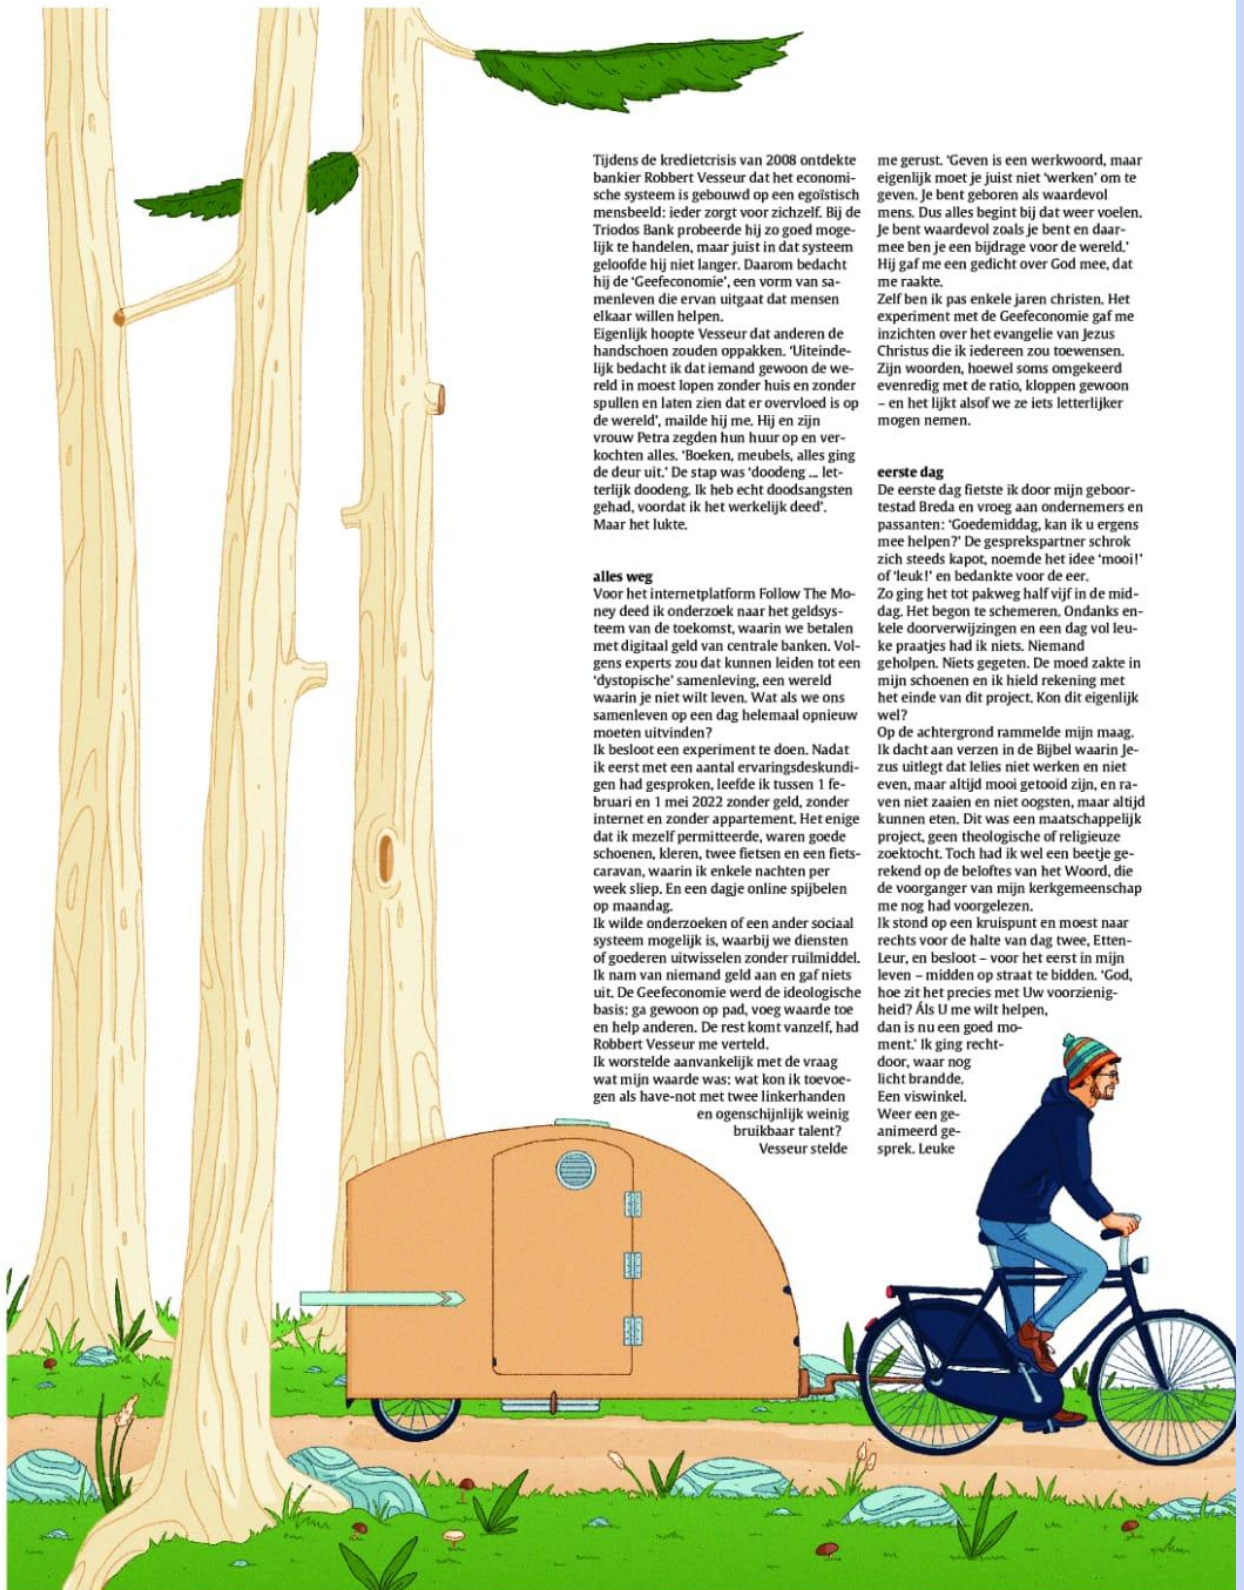 Tijdens de kredietcrisis van 2008 ontdekte
bankier Robbert Vesseur dat het economi-
sche systeem is gebouwd op een egoïstisch
mensbeeld: ieder zorgt voor zichzelf. Bij de
Triodos Bank probeerde hij zo goed moge-
lijk te handelen, maar juist in dat systeem
geloofde hij niet langer. Daarom bedacht
hij de ‘Geefeconomie’, een vorm van sa-
menleven die ervan uitgaat dat mensen
elkaar willen helpen.
Eigenlijk hoopte Vesseur dat anderen de
handschoen zouden oppakken. ‘Uiteinde-
lijk bedacht ik dat iemand gewoon de we-
reld in moest lopen zonder huis en zonder
spullen en laten zien dat er overvloed is op
de wereld’, mailde hij me. Hij en zijn
vrouw Petra zegden hun huur op en ver-
kochten alles. ‘Boeken, meubels, alles ging
de deur uit.’ De stap was ‘doodeng ... let-
terlijk doodeng. Ik heb echt doodsangsten
gehad, voordat ik het werkelijk deed’.
Maar het lukte.
alles weg
Voor het internetplatform Follow The Mo-
ney deed ik onderzoek naar het geldsys-
teem van de toekomst, waarin we betalen
met digitaal geld van centrale banken. Vol-
gens experts zou dat kunnen leiden tot een
‘dystopische’ samenleving, een wereld
waarin je niet wilt leven. Wat als we ons
samenleven op een dag helemaal opnieuw
moeten uitvinden?
Ik besloot een experiment te doen. Nadat
ik eerst met een aantal ervaringsdeskundi-
gen had gesproken, leefde ik tussen 1 fe-
bruari en 1 mei 2022 zonder geld, zonder
internet en zonder appartement. Het enige
dat ik mezelf permitteerde, waren goede
schoenen, kleren, twee fietsen en een fiets-
caravan, waarin ik enkele nachten per
week sliep. En een dagje online spijbelen
op maandag.
Ik wilde onderzoeken of een ander sociaal
systeem mogelijk is, waarbij we diensten
of goederen uitwisselen zonder ruilmiddel.
Ik nam van niemand geld aan en gaf niets
uit. De Geefeconomie werd de ideologische
basis: ga gewoon op pad, voeg waarde toe
en help anderen. De rest komt vanzelf, had
Robbert Vesseur me verteld.
Ik worstelde aanvankelijk met de vraag
wat mijn waarde was: wat kon ik toevoe-
gen als have-not met twee linkerhanden
en ogenschijnlijk weinig
bruikbaar talent?
Vesseur stelde
me gerust. ‘Geven is een werkwoord, maar
eigenlijk moet je juist niet ‘werken’ om te
geven. Je bent geboren als waardevol
mens. Dus alles begint bij dat weer voelen.
Je bent waardevol zoals je bent en daar-
mee ben je een bijdrage voor de wereld.’
Hij gaf me een gedicht over God mee, dat
me raakte.
Zelf ben ik pas enkele jaren christen. Het
experiment met de Geefeconomie gaf me
inzichten over het evangelie van Jezus
Christus die ik iedereen zou toewensen.
Zijn woorden, hoewel soms omgekeerd
evenredig met de ratio, kloppen gewoon
– en het lijkt alsof we ze iets letterlijker
mogen nemen.
eerste dag
De eerste dag fietste ik door mijn geboor-
testad Breda en vroeg aan ondernemers en
passanten: ‘Goedemiddag, kan ik u ergens
mee helpen?’ De gesprekspartner schrok
zich steeds kapot, noemde het idee ‘mooi!’
of ‘leuk!’ en bedankte voor de eer.
Zo ging het tot pakweg half vijf in de mid-
dag. Het begon te schemeren. Ondanks en-
kele doorverwijzingen en een dag vol leu-
ke praatjes had ik niets. Niemand
geholpen. Niets gegeten. De moed zakte in
mijn schoenen en ik hield rekening met
het einde van dit project. Kon dit eigenlijk
wel?
Op de achtergrond rammelde mijn maag.
Ik dacht aan verzen in de Bijbel waarin Je-
zus uitlegt dat lelies niet werken en niet
even, maar altijd mooi getooid zijn, en ra-
ven niet zaaien en niet oogsten, maar altijd
kunnen eten. Dit was een maatschappelijk
project, geen theologische of religieuze
zoektocht. Toch had ik wel een beetje ge-
rekend op de beloftes van het Woord, die
de voorganger van mijn kerkgemeenschap
me nog had voorgelezen.
Ik stond op een kruispunt en moest naar
rechts voor de halte van dag twee, Etten-
Leur, en besloot – voor het eerst in mijn
leven – midden op straat te bidden. ‘God,
hoe zit het precies met Uw voorzienig-
heid? Áls U me wilt helpen,
dan is nu een goed mo-
ment.’ Ik ging recht-
door, waar nog
licht brandde.
Een viswinkel.
Weer een ge-
animeerd ge-
sprek. Leuke